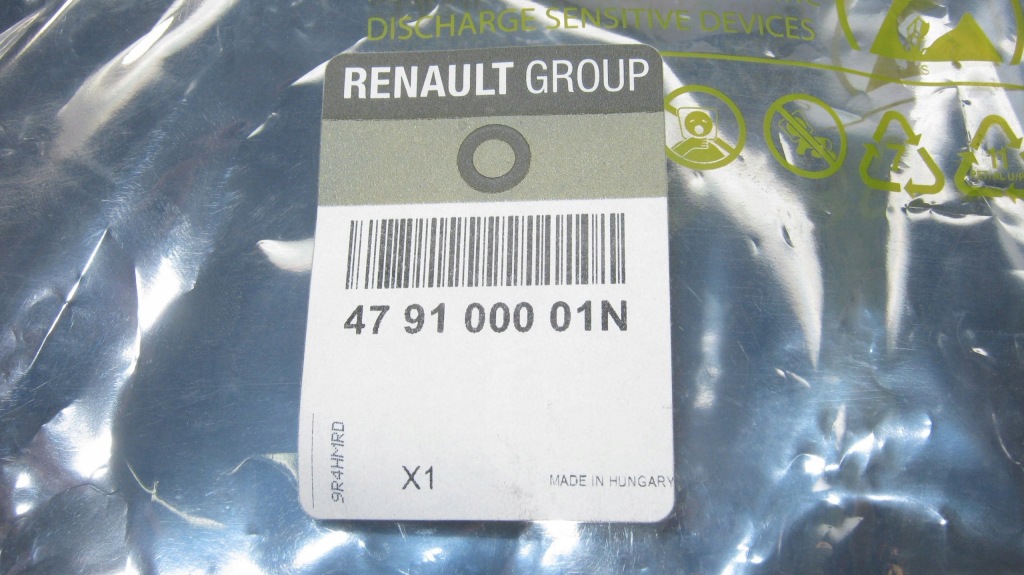 DISCHARGE SENSITIVE DEVICES
RENAULT GROUP
47 91 000 01N
9R4HMRD
X1
MADE IN HUNGARY